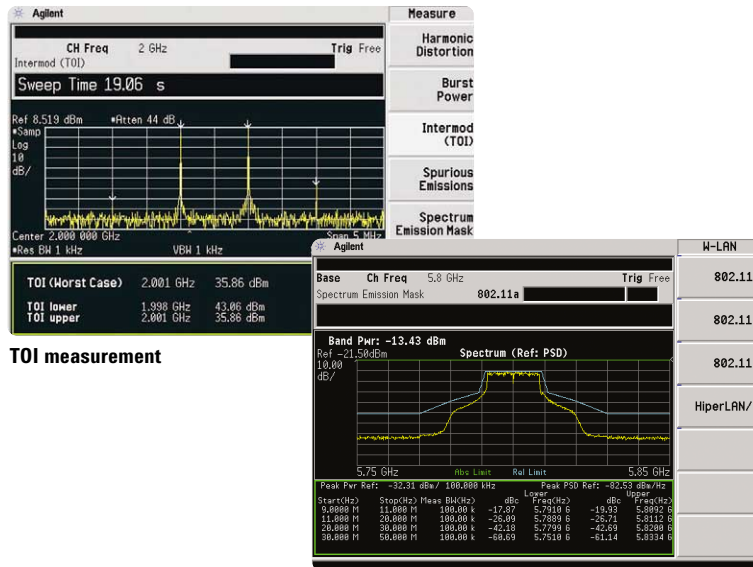 Agilent
Measure
CH Freq 2 GHz Trig Free
Intermod (TOI)
Sweep Time 19.06 s
Ref 8.519 dBm •Atten 44 dB
•Samp
Log
10
dB/
Center 2.000 000 GHz Span 5 MHz
•Res BW 1 kHz VBW 1 kHz
TOI (Worst Case) 2.001 GHz 35.86 dBm
TOI lower 1.998 GHz 43.06 dBm
TOI upper 2.001 GHz 35.86 dBm
Harmonic
Distortion
Burst
Power
Intermod
(TOI)
Spurious
Emissions
Spectrum
Emission Mask
TOI measurement
Agilent
W-LAN
Base Ch Freq 5.8 GHz Trig Free
Spectrum Emission Mask 802.11a
Band Pwr: -13.43 dBm
Ref -21.50dBm Spectrum (Ref: PSD)
10.00
dB/
5.75 GHz Abs Limit Rel Limit 5.85 GHz
Peak Pwr Ref: -32.31 dBm/ 100.000 kHz Peak PSD Ref: -82.53 dBm/Hz
Lower Upper
Start(Hz) Stop(Hz) Meas BW(Hz) dBc Freq(Hz) dBc Freq(Hz)
9.0000 M 11.000 M 100.00 k -17.87 5.7910 G -19.93 5.8092 G
11.000 M 20.000 M 100.00 k -26.09 5.7889 G -26.71 5.8112 G
20.000 M 30.000 M 100.00 k -42.18 5.7799 G -42.69 5.8200 G
30.000 M 50.000 M 100.00 k -60.69 5.7510 G -61.14 5.8334 G
802.11
802.11
802.11
HiperLAN/